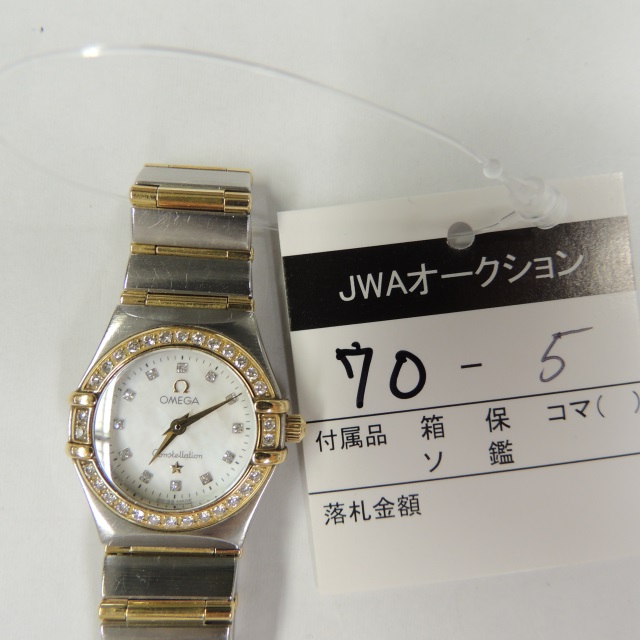 OMEGA
Constellation
JWAオークション
70 - 5
付属品 箱 保 コマ( )
ソ 鑑
落札金額